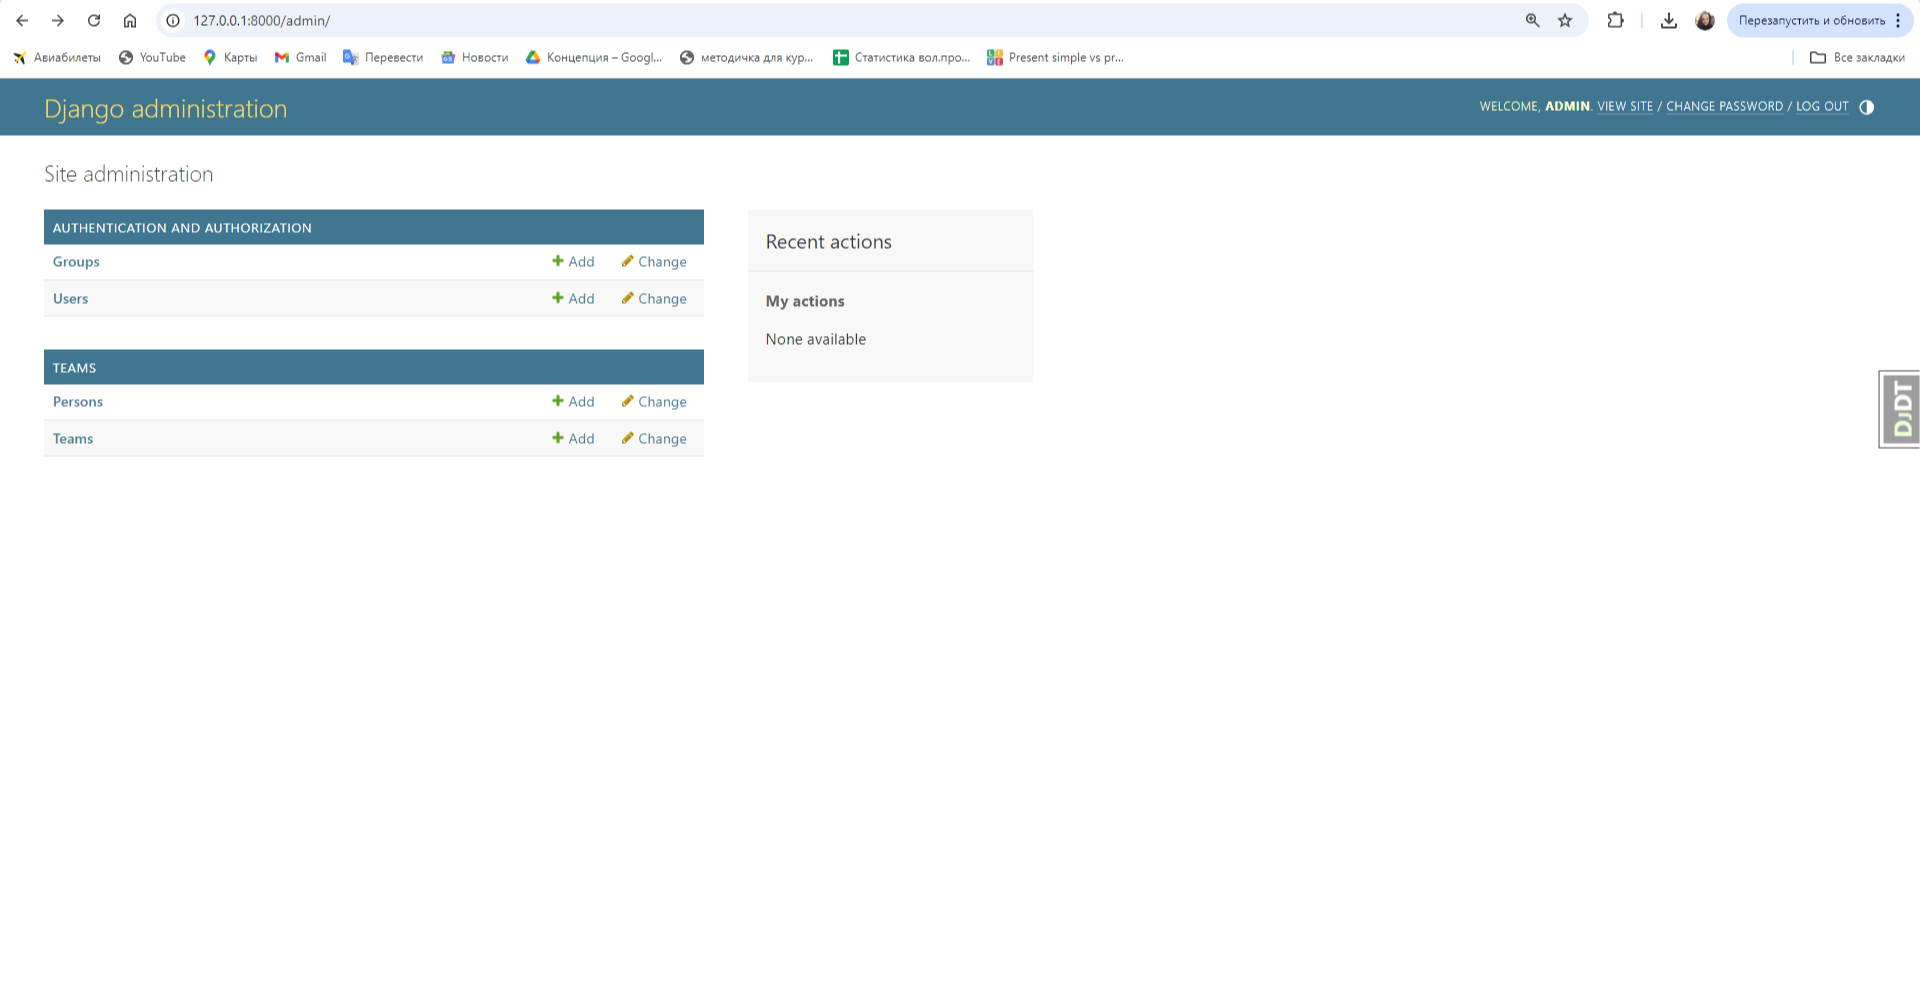 127.0.0.1:8000/admin/
Перезапустить и обновить
Авиабилеты YouTube Карты Gmail Перевести Новости Концепция – Googl... методичка для кур... Статистика вол.про... Present simple vs pr... Все закладки
Django administration
WELCOME, ADMIN. VIEW SITE / CHANGE PASSWORD / LOG OUT
Site administration
AUTHENTICATION AND AUTHORIZATION
Groups Add Change
Users Add Change
TEAMS
Persons Add Change
Teams Add Change
Recent actions
My actions
None available
DJDT